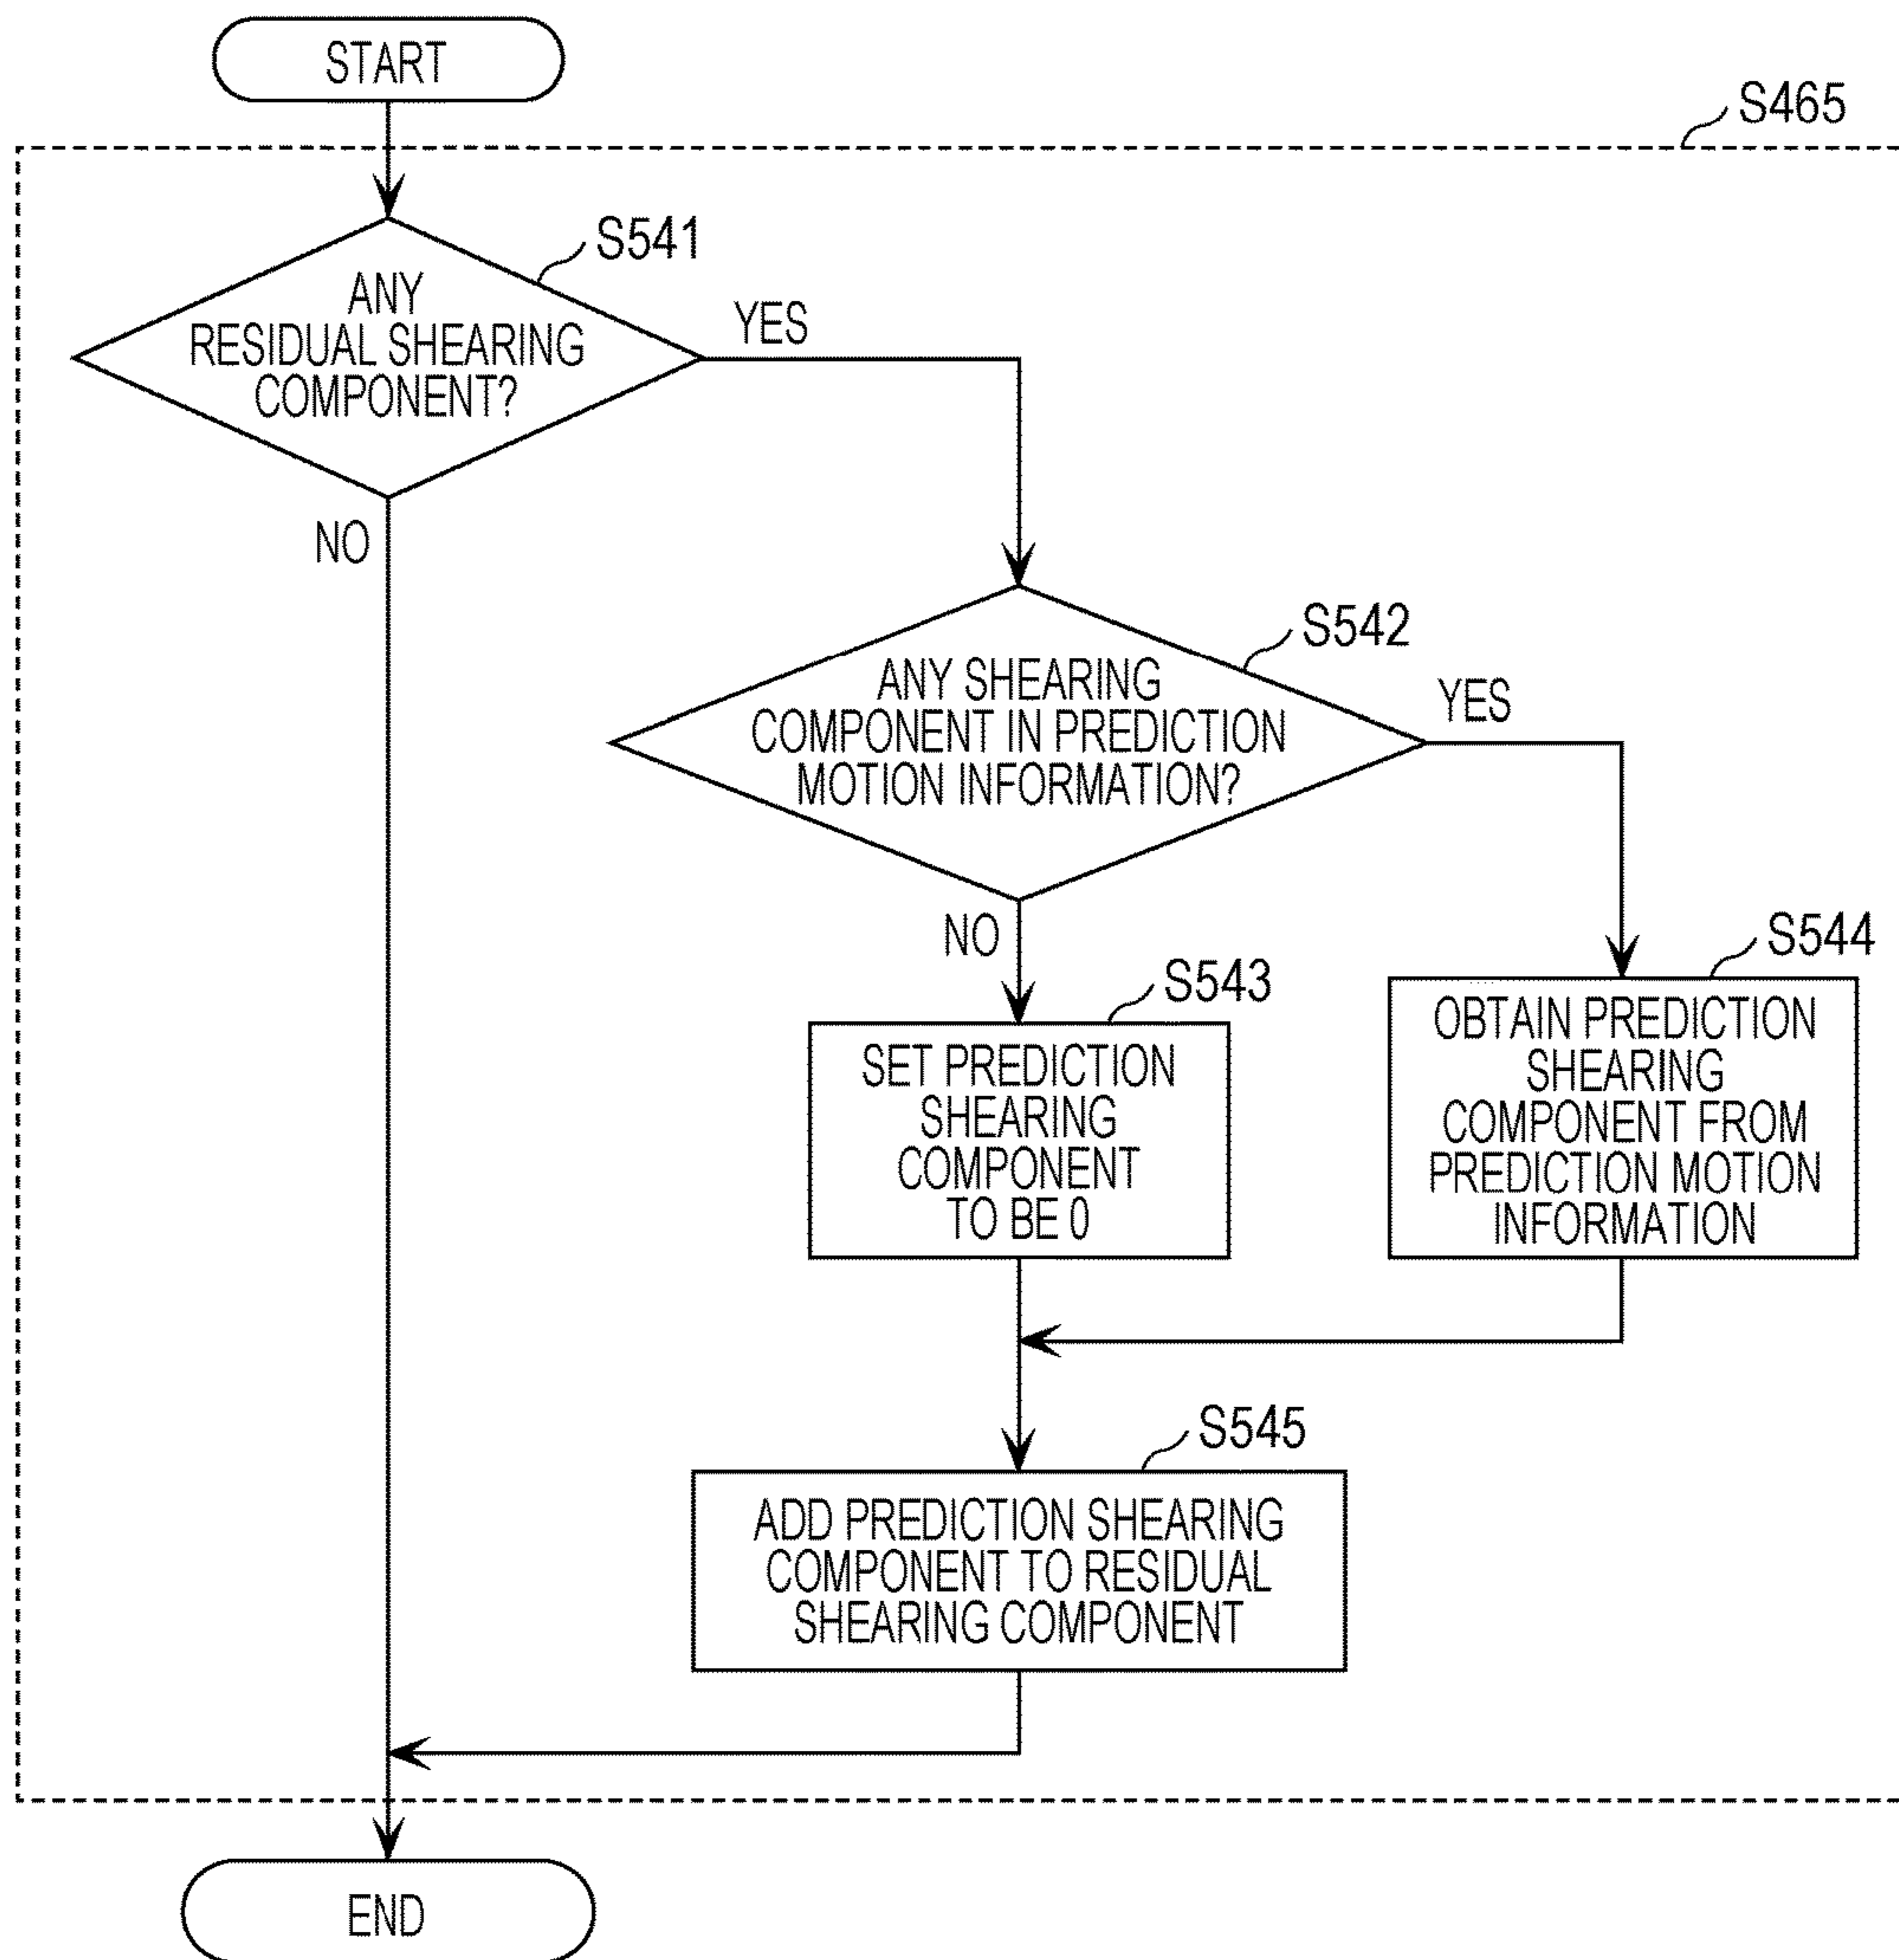 START
S465
S541
ANY
RESIDUAL SHEARING
COMPONENT?
YES
NO
S542
ANY SHEARING
COMPONENT IN PREDICTION
MOTION INFORMATION?
YES
NO
S543
SET PREDICTION
SHEARING
COMPONENT
TO BE 0
S544
OBTAIN PREDICTION
SHEARING
COMPONENT FROM
PREDICTION MOTION
INFORMATION
S545
ADD PREDICTION SHEARING
COMPONENT TO RESIDUAL
SHEARING COMPONENT
END